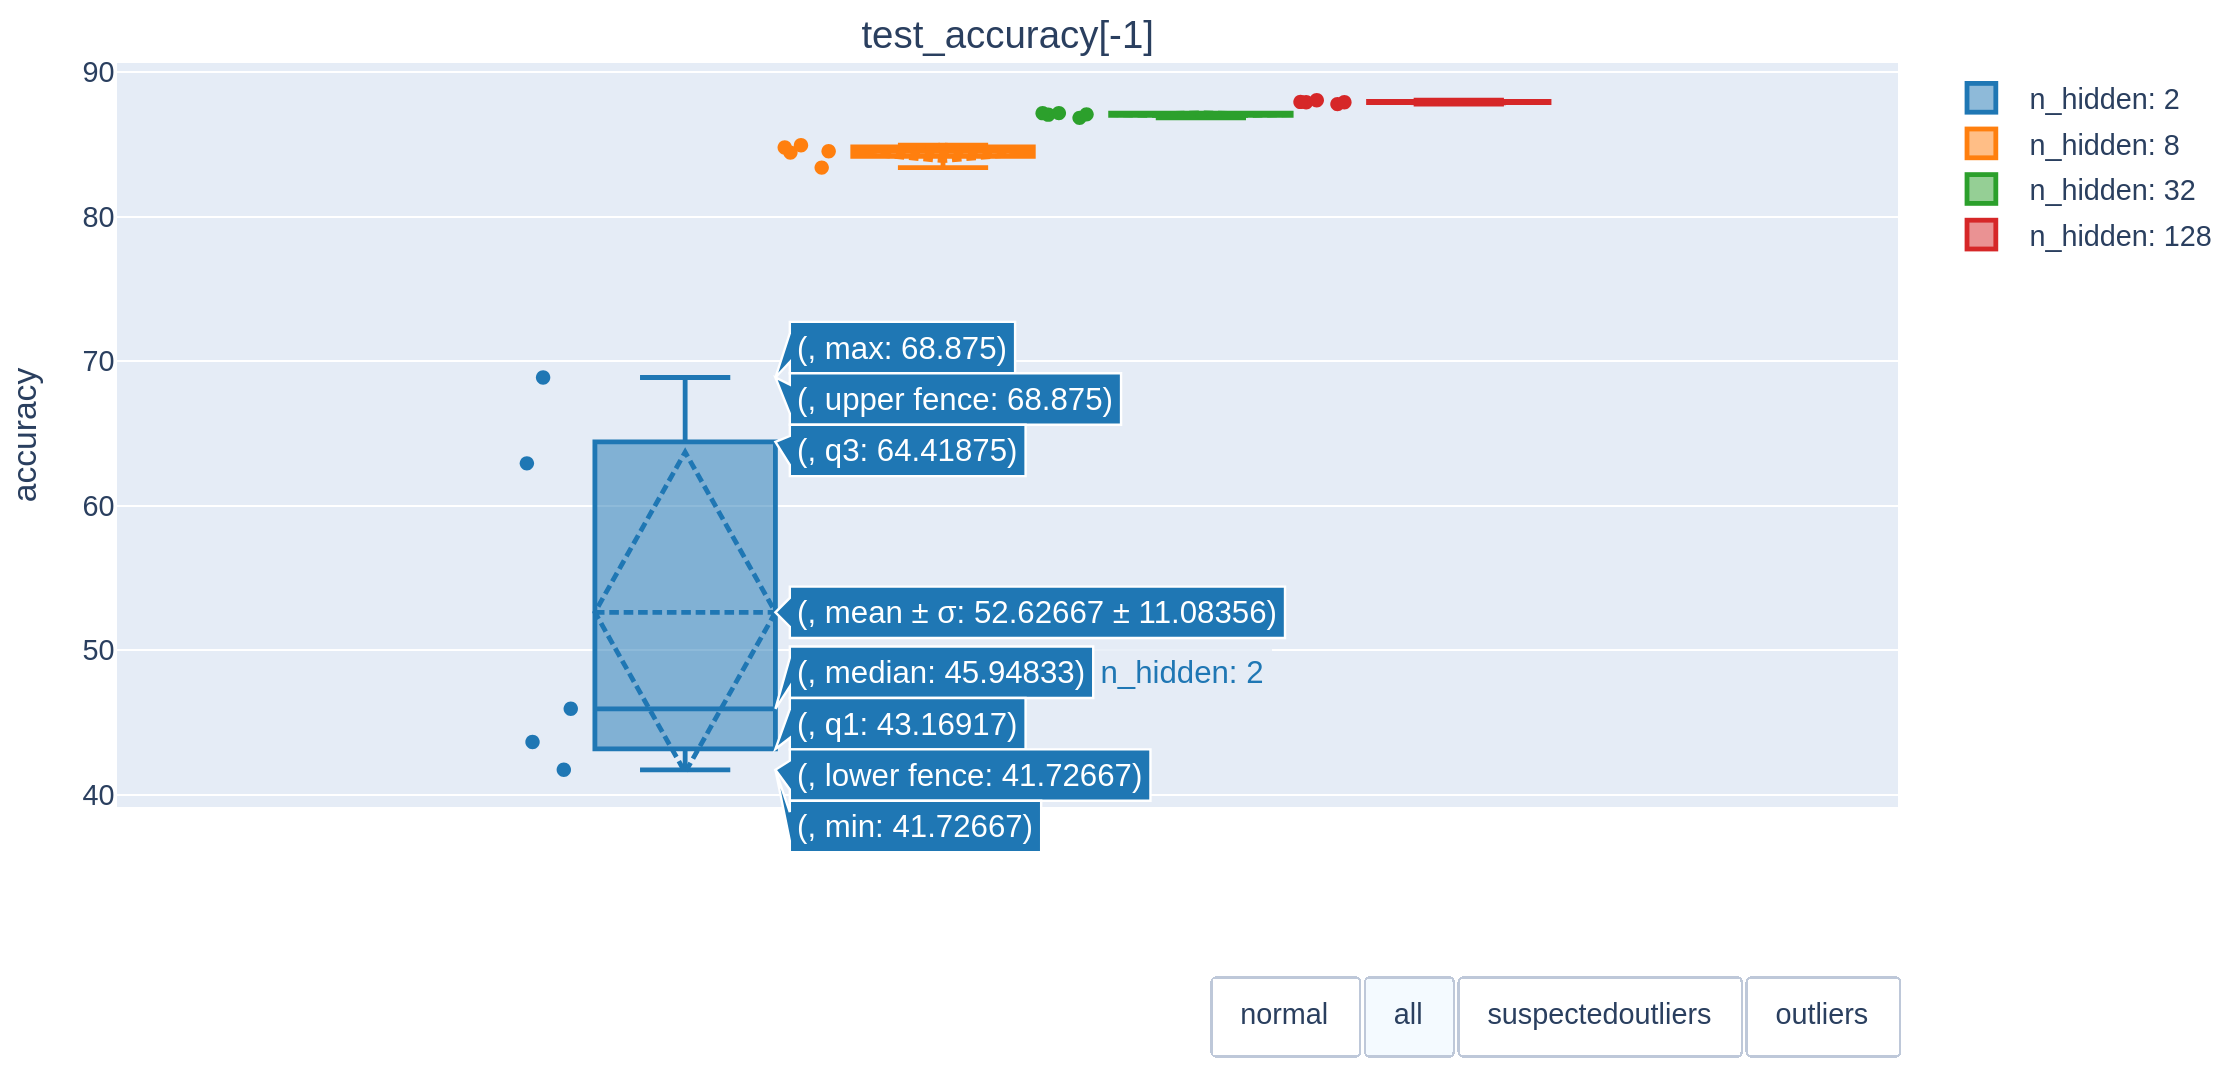 test_accuracy[-1]
90
80
70
60
50
40
accuracy
n_hidden: 2
n_hidden: 8
n_hidden: 32
n_hidden: 128
(, max: 68.875)
(, upper fence: 68.875)
(, q3: 64.41875)
(, mean ± σ: 52.62667 ± 11.08356)
(, median: 45.94833) n_hidden: 2
(, q1: 43.16917)
(, lower fence: 41.72667)
(, min: 41.72667)
normal
all
suspectedoutliers
outliers